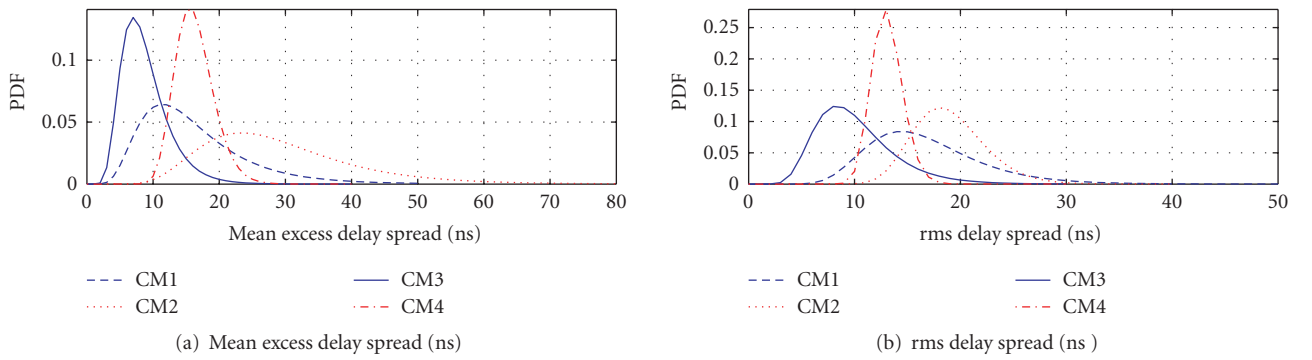 0.1
0.05
0
PDF
0 10 20 30 40 50 60 70 80
Mean excess delay spread (ns)
CM1
CM2
CM3
CM4
(a) Mean excess delay spread (ns)
0.25
0.2
0.15
0.1
0.05
0
PDF
0 10 20 30 40 50
rms delay spread (ns)
CM1
CM2
CM3
CM4
(b) rms delay spread (ns )